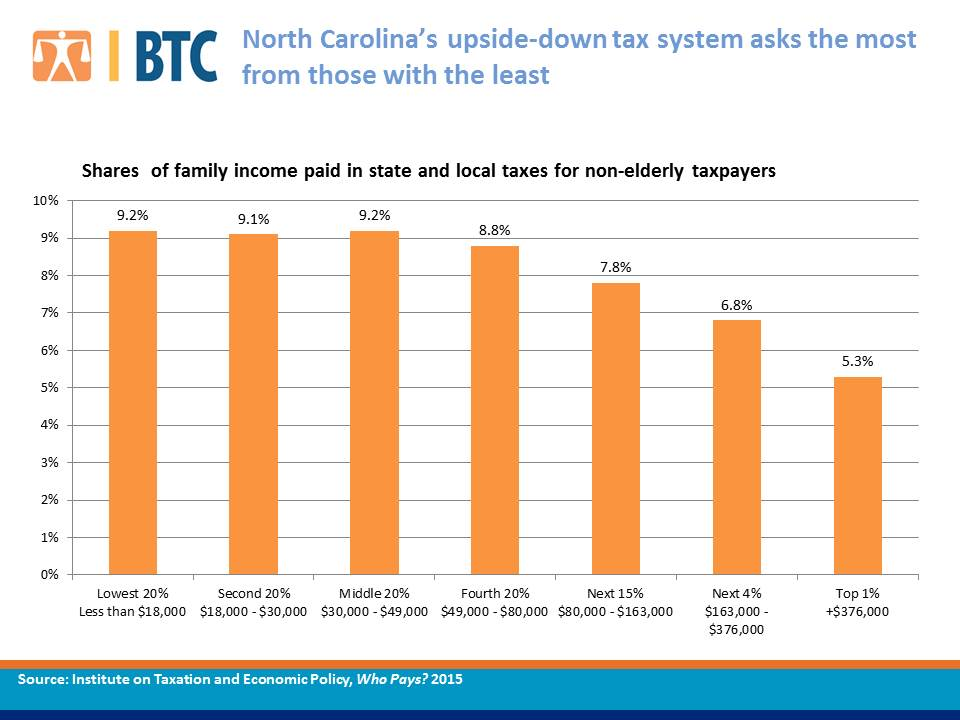 BTC
North Carolina’s upside-down tax system asks the most
from those with the least
Shares of family income paid in state and local taxes for non-elderly taxpayers
10%
9%
8%
7%
6%
5%
4%
3%
2%
1%
0%
9.2%
9.1%
9.2%
8.8%
7.8%
6.8%
5.3%
Lowest 20%
Less than $18,000
Second 20%
$18,000 - $30,000
Middle 20%
$30,000 - $49,000
Fourth 20%
$49,000 - $80,000
Next 15%
$80,000 - $163,000
Next 4%
$163,000 -
$376,000
Top 1%
+$376,000
Source: Institute on Taxation and Economic Policy, Who Pays? 2015